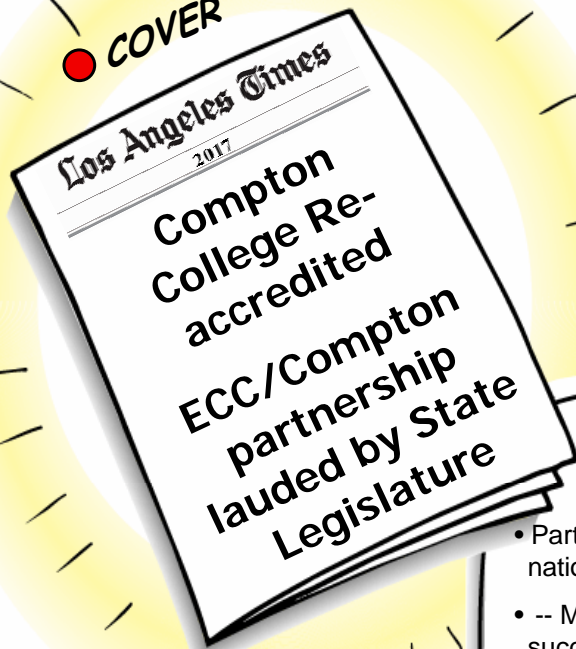 COVER
Los Angeles Times
2017
Compton
College Re-
accredited
ECC/Compton
partnership
lauded by State
Legislature
• Part
natio
• -- M
succ